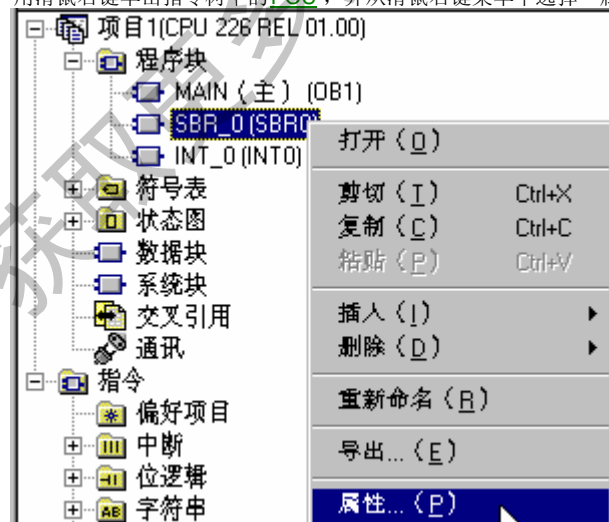 用滑鼠右键单击指令树中的POU，并从滑鼠右键菜单中选择"属
项目1(CPU 226 REL 01.00)
程序块
MAIN（主）(OB1)
SBR_0 (SBR0)
INT_0 (INT0)
符号表
状态图
数据块
系统块
交叉引用
通讯
指令
偏好项目
中断
位逻辑
字符串
打开（O）
剪切（T） Ctrl+X
复制（C） Ctrl+C
粘贴（P） Ctrl+V
插入（I）
删除（D）
重新命名（R）
导出...（E）
属性...（P）